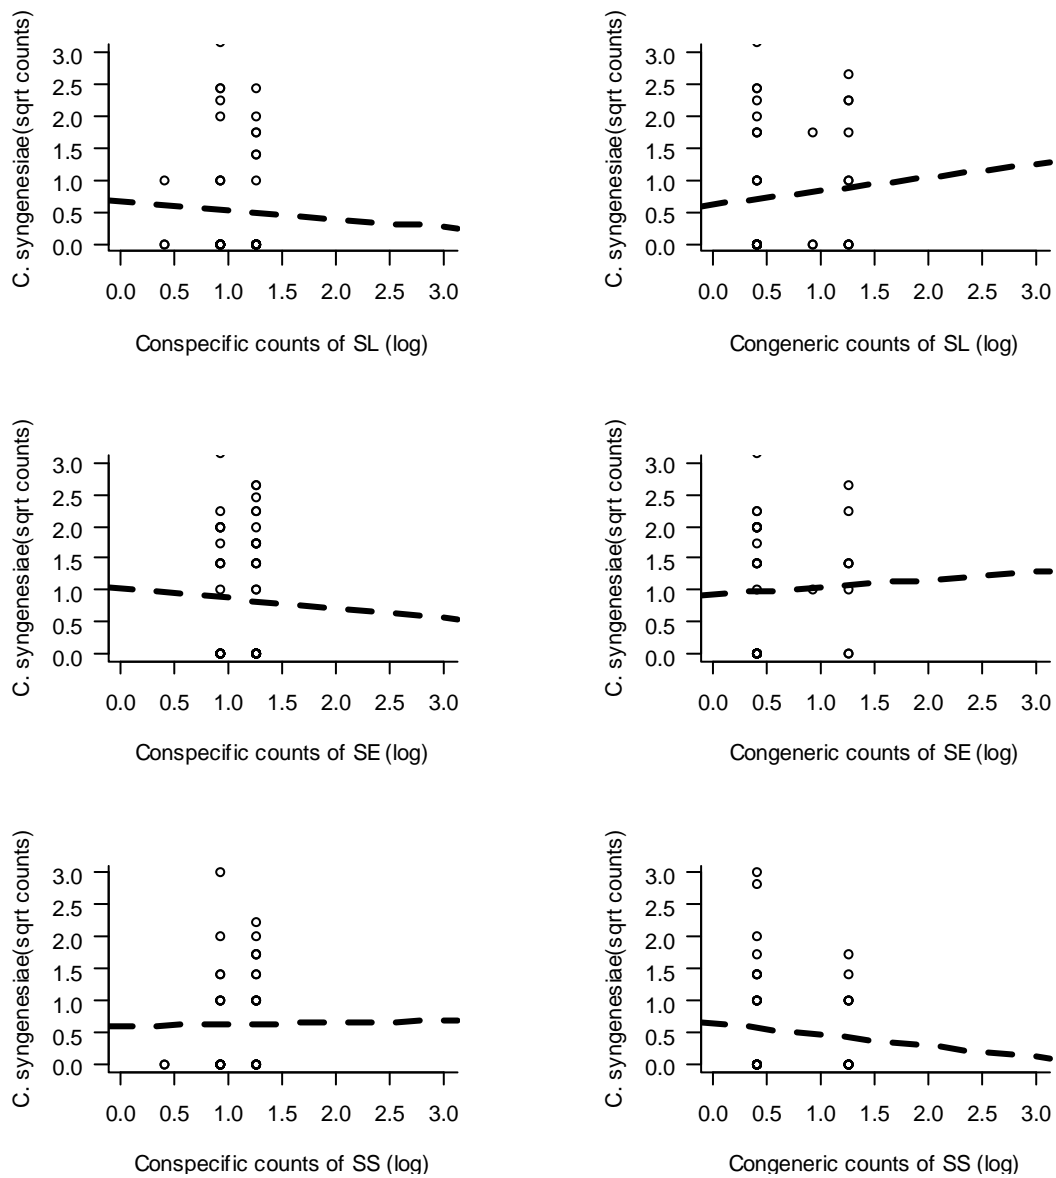 C. syngenesiae(sqrt counts)
3.0
2.5
2.0
1.5
1.0
0.5
0.0
0.0 0.5 1.0 1.5 2.0 2.5 3.0
Conspecific counts of SL (log)
C. syngenesiae(sqrt counts)
3.0
2.5
2.0
1.5
1.0
0.5
0.0
0.0 0.5 1.0 1.5 2.0 2.5 3.0
Congeneric counts of SL (log)
C. syngenesiae(sqrt counts)
3.0
2.5
2.0
1.5
1.0
0.5
0.0
0.0 0.5 1.0 1.5 2.0 2.5 3.0
Conspecific counts of SE (log)
C. syngenesiae(sqrt counts)
3.0
2.5
2.0
1.5
1.0
0.5
0.0
0.0 0.5 1.0 1.5 2.0 2.5 3.0
Congeneric counts of SE (log)
C. syngenesiae(sqrt counts)
3.0
2.5
2.0
1.5
1.0
0.5
0.0
0.0 0.5 1.0 1.5 2.0 2.5 3.0
Conspecific counts of SS (log)
C. syngenesiae(sqrt counts)
3.0
2.5
2.0
1.5
1.0
0.5
0.0
0.0 0.5 1.0 1.5 2.0 2.5 3.0
Congeneric counts of SS (log)